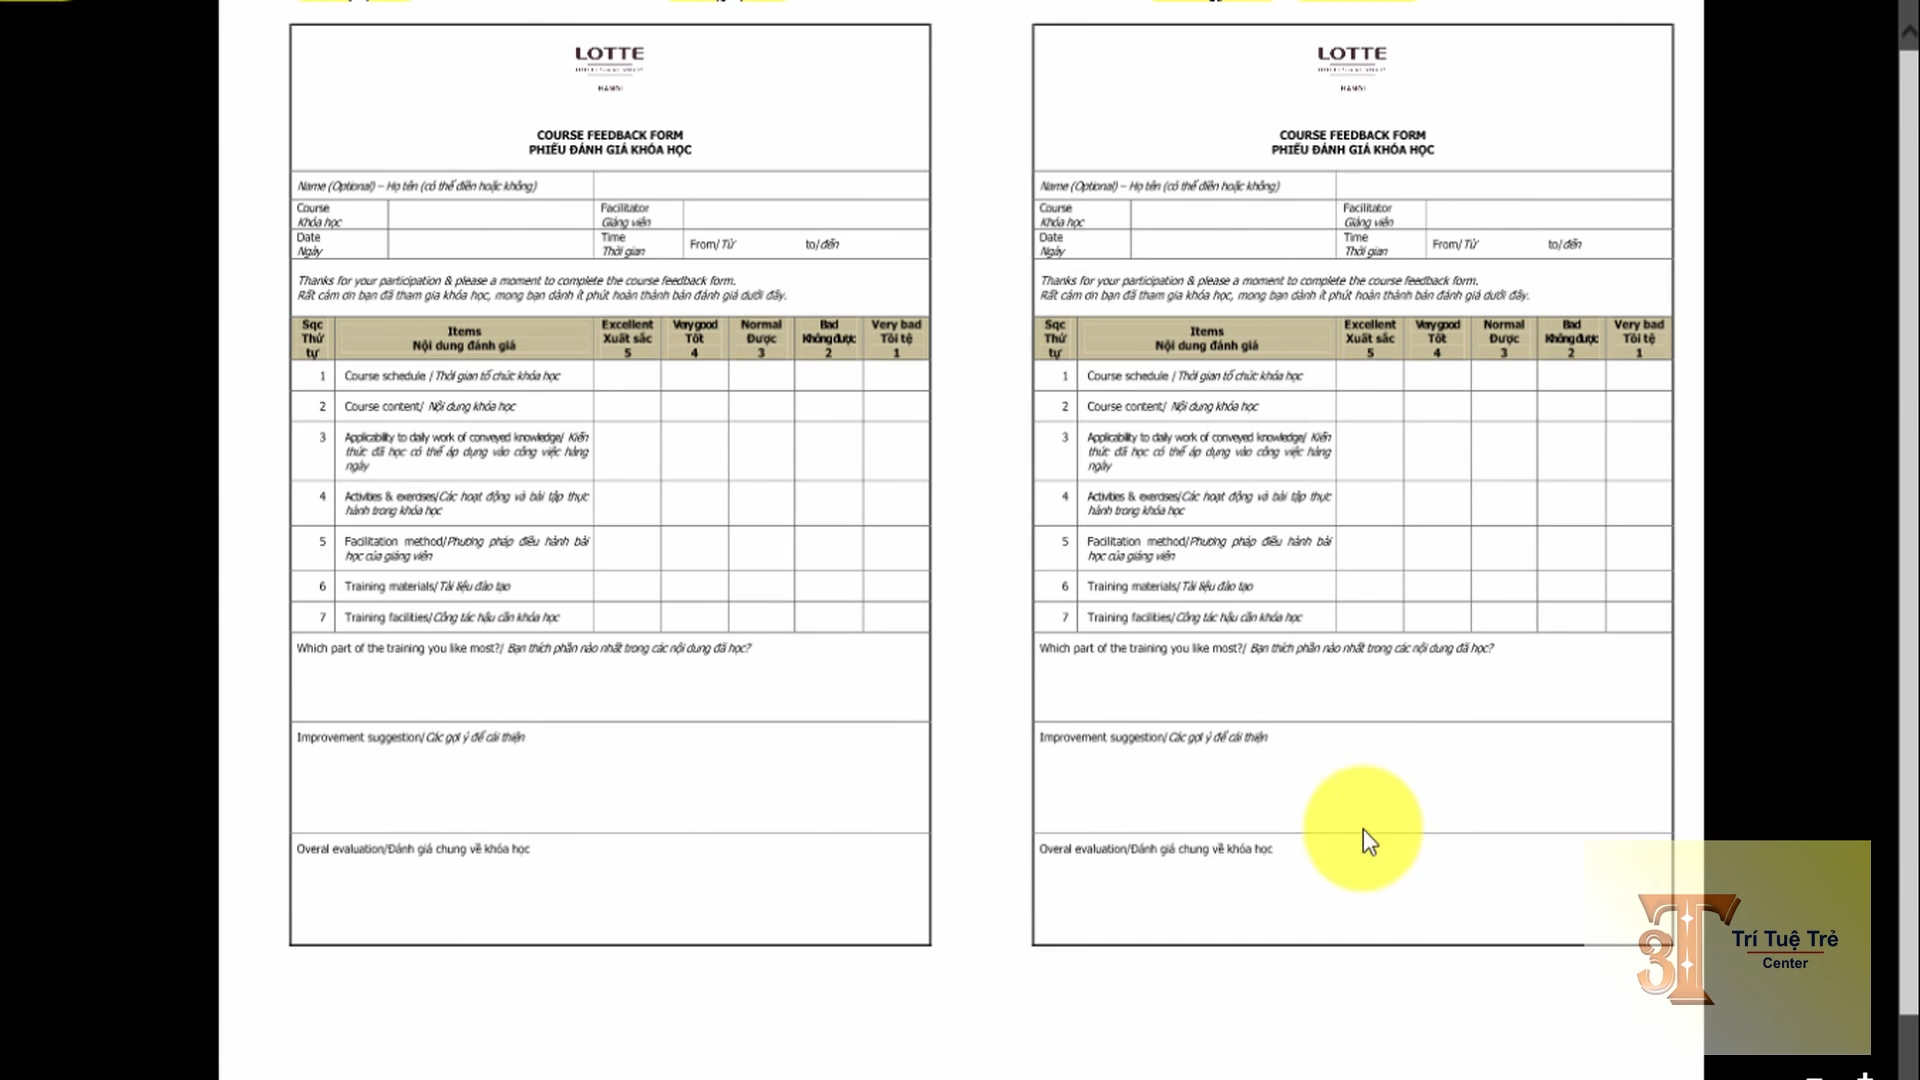 LOTTE
HANOI
COURSE FEEDBACK FORM
PHIẾU ĐÁNH GIÁ KHÓA HỌC
Name (Optional) – Họ tên (có thể điền hoặc không)
Course
Khóa học
Facilitator
Giảng viên
Date
Ngày
Time
Thời gian
From/ Từ to/ đến
Thanks for your participation & please a moment to complete the course feedback form.
Rất cảm ơn bạn đã tham gia khóa học, mong bạn dành ít phút hoàn thành bản đánh giá dưới đây.
Sqc
Thứ
tự
Items
Nội dung đánh giá
Excellent
Xuất sắc
5
Very good
Tốt
4
Normal
Được
3
Bad
Không được
2
Very bad
Tồi tệ
1
1 Course schedule / Thời gian tổ chức khóa học
2 Course content/ Nội dung khóa học
3 Applicability to daily work of conveyed knowledge/ Kiến
thức đã học có thể áp dụng vào công việc hàng
ngày
4 Activities & exercises/Các hoạt động và bài tập thực
hành trong khóa học
5 Facilitation method/Phương pháp điều hành bài
học của giảng viên
6 Training materials/ Tài liệu đào tạo
7 Training facilities/ Công tác hậu cần khóa học
Which part of the training you like most?/ Bạn thích phần nào nhất trong các nội dung đã học?
Improvement suggestion/ Các gợi ý để cải thiện
Overal evaluation/Đánh giá chung về khóa học
LOTTE
HANOI
COURSE FEEDBACK FORM
PHIẾU ĐÁNH GIÁ KHÓA HỌC
Name (Optional) – Họ tên (có thể điền hoặc không)
Course
Khóa học
Facilitator
Giảng viên
Date
Ngày
Time
Thời gian
From/ Từ to/ đến
Thanks for your participation & please a moment to complete the course feedback form.
Rất cảm ơn bạn đã tham gia khóa học, mong bạn dành ít phút hoàn thành bản đánh giá dưới đây.
Sqc
Thứ
tự
Items
Nội dung đánh giá
Excellent
Xuất sắc
5
Very good
Tốt
4
Normal
Được
3
Bad
Không được
2
Very bad
Tồi tệ
1
1 Course schedule / Thời gian tổ chức khóa học
2 Course content/ Nội dung khóa học
3 Applicability to daily work of conveyed knowledge/ Kiến
thức đã học có thể áp dụng vào công việc hàng
ngày
4 Activities & exercises/Các hoạt động và bài tập thực
hành trong khóa học
5 Facilitation method/Phương pháp điều hành bài
học của giảng viên
6 Training materials/ Tài liệu đào tạo
7 Training facilities/ Công tác hậu cần khóa học
Which part of the training you like most?/ Bạn thích phần nào nhất trong các nội dung đã học?
Improvement suggestion/ Các gợi ý để cải thiện
Overal evaluation/Đánh giá chung về khóa học
3T
Trí Tuệ Trẻ
Center